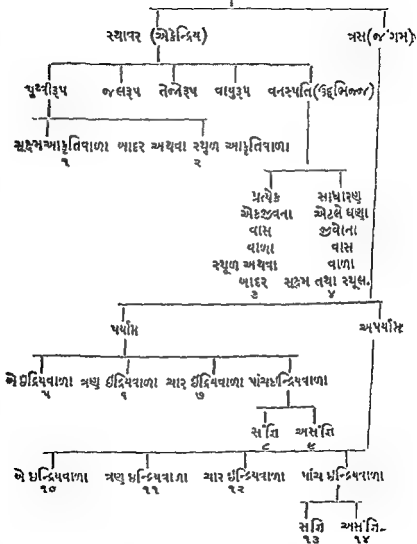 સ્થાવર (એકેન્દ્રિય) ત્રસ(જંગમ)
પૃથ્વીરૂપ જલરૂપ તેજોરૂપ વાયુરૂપ વનસ્પતિ(ઉદ્ભિજ્જ)
સૂક્ષ્મઆકૃતિવાળા બાદર અથવા સ્થૂળ આકૃતિવાળા
૧ ૨
પ્રત્યેક સાધારણ
એકજીવના એટલે ઘણા
વાસ જીવોના
વાળા વાસ
સ્થૂળ અથવા વાળા
બાદર સૂક્ષ્મ તથા સ્થૂલ.
૩ ૪
પર્યાપ્ત અપર્યાપ્ત
બે ઇંદ્રિયવાળા ત્રણ ઇંદ્રિયવાળા ચાર ઇંદ્રિયવાળા પાંચઇન્દ્રિયવાળા
૫ ૬ ૭
સંજ્ઞિ અસંજ્ઞિ
૮ ૯
બે ઇન્દ્રિયવાળા ત્રણ ઇન્દ્રિયવાળા ચાર ઇન્દ્રિયવાળા પાંચ ઇન્દ્રિયવાળા
૧૦ ૧૧ ૧૨
સંજ્ઞિ અસંજ્ઞિ
૧૩ ૧૪